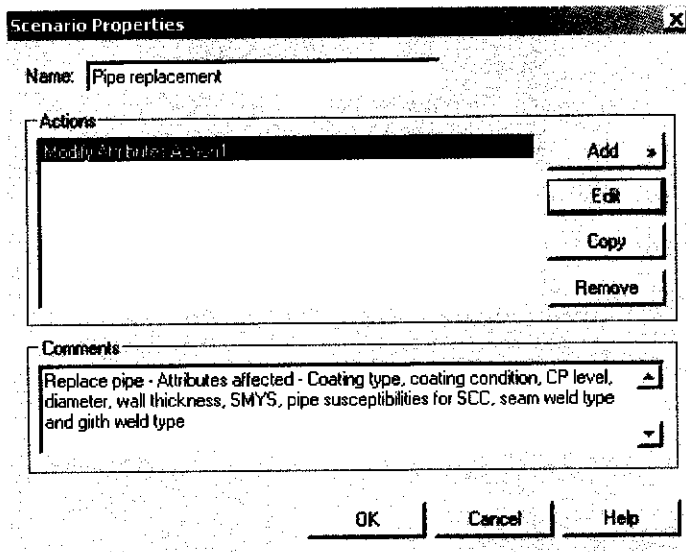 Scenario Properties
Name: Pipe replacement
Actions
Modify Attributes Action1
Add »
Edit
Copy
Remove
Comments
Replace pipe - Attributes affected - Coating type, coating condition, CP level,
diameter, wall thickness, SMYS, pipe susceptibilities for SCC, seam weld type
and girth weld type
OK Cancel Help